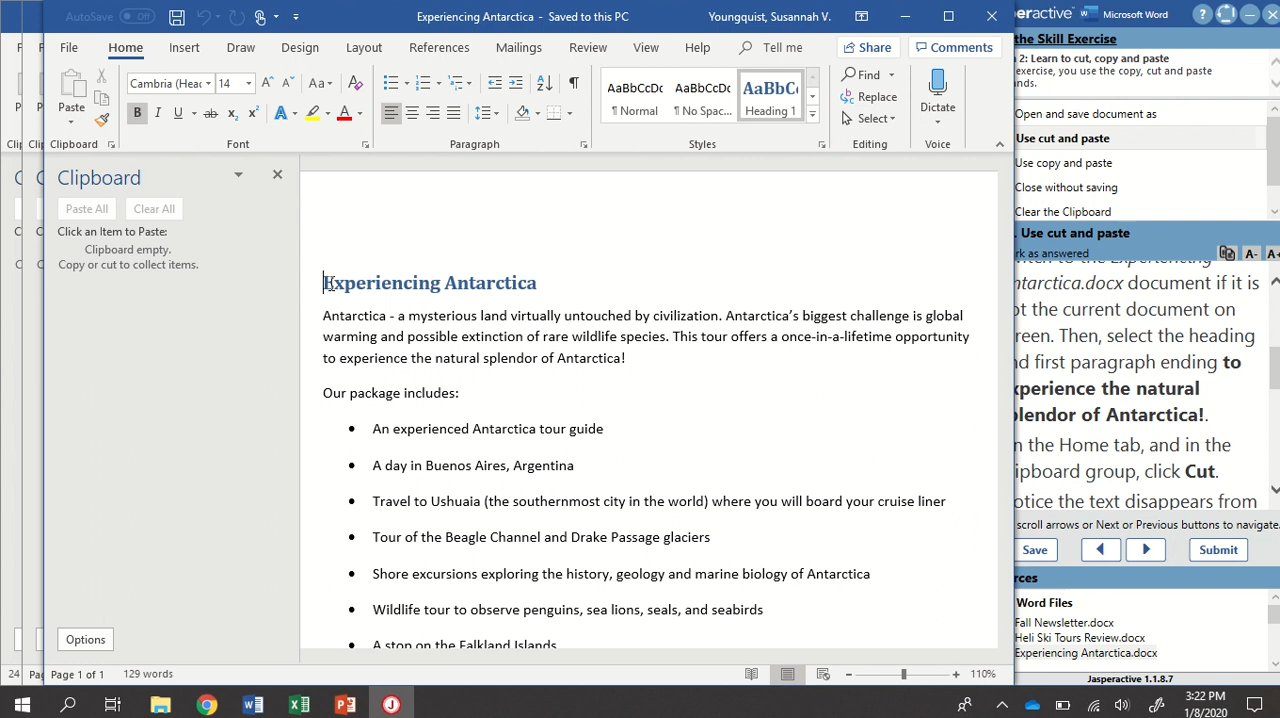 AutoSave Off
Experiencing Antarctica - Saved to this PC
Youngquist, Susannah V.
File Home Insert Draw Design Layout References Mailings Review View Help Tell me Share Comments
Paste
Clipboard
Cambria (Hea 14
Aa
B I U ab x₂ x² A A
Font
Paragraph
AaBbCcDc AaBbCcDc AaBbC
¶ Normal ¶ No Spac... Heading 1
Styles
Find
Replace
Select
Editing
Dictate
Voice
Clipboard
Paste All Clear All
Click an Item to Paste:
Clipboard empty.
Copy or cut to collect items.
Options
Experiencing Antarctica
Antarctica - a mysterious land virtually untouched by civilization. Antarctica’s biggest challenge is global
warming and possible extinction of rare wildlife species. This tour offers a once-in-a-lifetime opportunity
to experience the natural splendor of Antarctica!
Our package includes:
• An experienced Antarctica tour guide
• A day in Buenos Aires, Argentina
• Travel to Ushuaia (the southernmost city in the world) where you will board your cruise liner
• Tour of the Beagle Channel and Drake Passage glaciers
• Shore excursions exploring the history, geology and marine biology of Antarctica
• Wildlife tour to observe penguins, sea lions, seals, and seabirds
• A stop on the Falkland Islands
Page 1 of 1 129 words
110%
peractive Microsoft Word
the Skill Exercise
2: Learn to cut, copy and paste
exercise, you use the copy, cut and paste
nds.
Open and save document as
Use cut and paste
Use copy and paste
Close without saving
Clear the Clipboard
. Use cut and paste
rk as answered
A- A+
Experiencing
ntarctica.docx document if it is
ot the current document on
reen. Then, select the heading
nd first paragraph ending to
xperience the natural
plendor of Antarctica!.
n the Home tab, and in the
ipboard group, click Cut.
otice the text disappears from
scroll arrows or Next or Previous buttons to navigate.
Save Submit
rces
Word Files
Fall Newsletter.docx
Heli Ski Tours Review.docx
Experiencing Antarctica.docx
Jasperactive 1.1.8.7
3:22 PM
1/8/2020